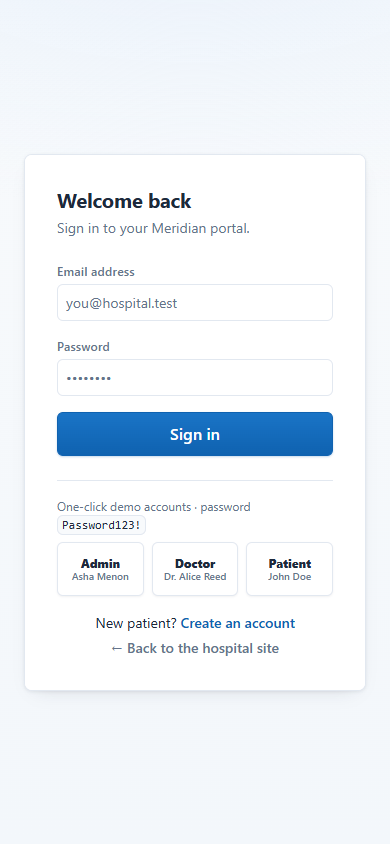 Welcome back
Sign in to your Meridian portal.
Email address
you@hospital.test
Password
••••••••
Sign in
One-click demo accounts · password
Password123!
Admin
Asha Menon
Doctor
Dr. Alice Reed
Patient
John Doe
New patient? Create an account
← Back to the hospital site